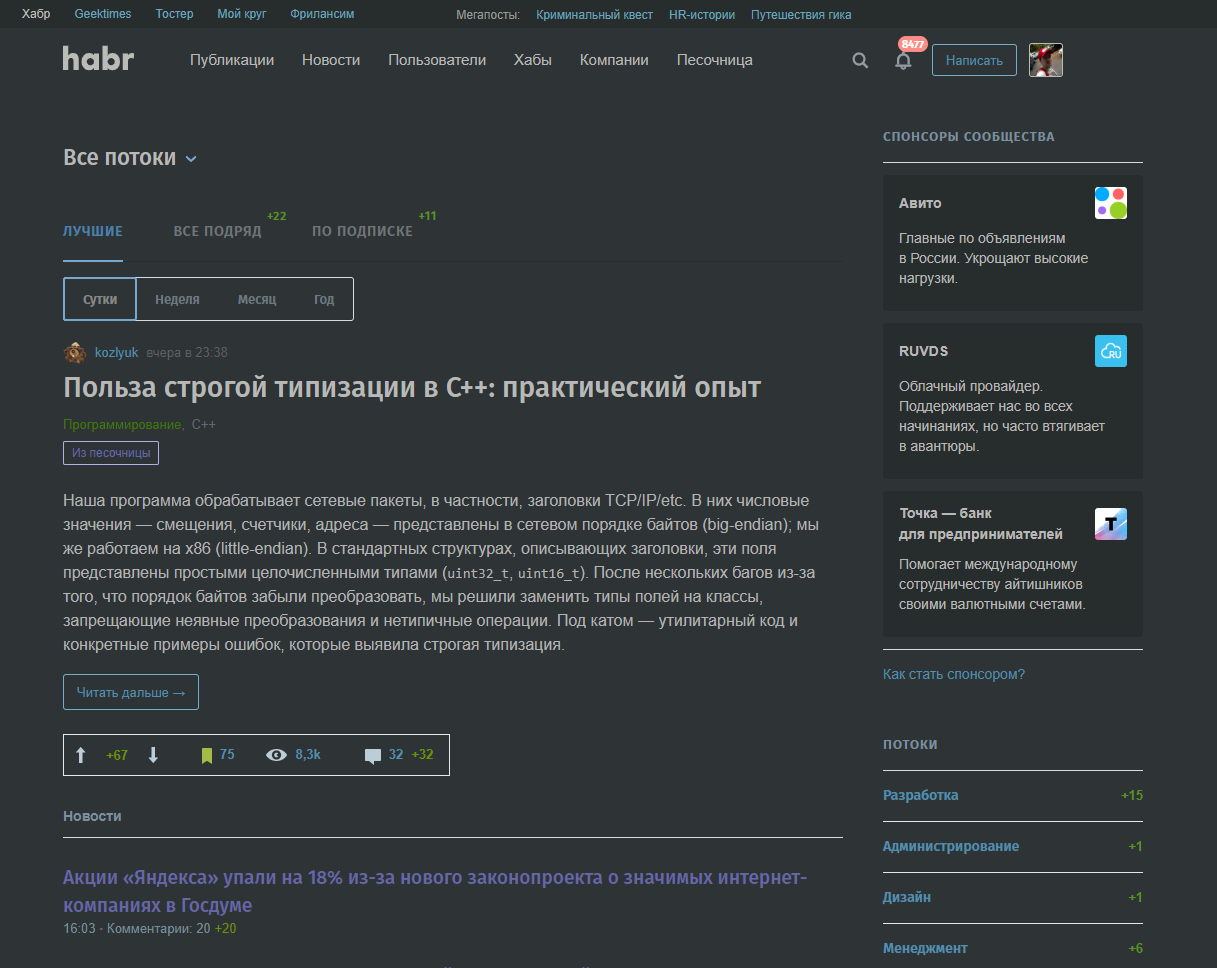 Хабр Geektimes Тостер Мой круг Фрилансим Мегапосты: Криминальный квест HR-истории Путешествия гика
habr Публикации Новости Пользователи Хабы Компании Песочница 8477 Написать
Все потоки
ЛУЧШИЕ ВСЕ ПОДРЯД +22 ПО ПОДПИСКЕ +11
Сутки Неделя Месяц Год
kozlyuk вчера в 23:38
Польза строгой типизации в C++: практический опыт
Программирование, C++
Из песочницы
Наша программа обрабатывает сетевые пакеты, в частности, заголовки TCP/IP/etc. В них числовые
значения — смещения, счетчики, адреса — представлены в сетевом порядке байтов (big-endian); мы
же работаем на x86 (little-endian). В стандартных структурах, описывающих заголовки, эти поля
представлены простыми целочисленными типами (uint32_t, uint16_t). После нескольких багов из-за
того, что порядок байтов забыли преобразовать, мы решили заменить типы полей на классы,
запрещающие неявные преобразования и нетипичные операции. Под катом — утилитарный код и
конкретные примеры ошибок, которые выявила строгая типизация.
Читать дальше →
+67 75 8,3k 32 +32
Новости
Акции «Яндекса» упали на 18% из-за нового законопроекта о значимых интернет-
компаниях в Госдуме
16:03 · Комментарии: 20 +20
СПОНСОРЫ СООБЩЕСТВА
Авито
Главные по объявлениям
в России. Укрощают высокие
нагрузки.
RUVDS
RU
Облачный провайдер.
Поддерживает нас во всех
начинаниях, но часто втягивает
в авантюры.
Точка — банк
для предпринимателей
T
Помогает международному
сотрудничеству айтишников
своими валютными счетами.
Как стать спонсором?
ПОТОКИ
Разработка +15
Администрирование +1
Дизайн +1
Менеджмент +6